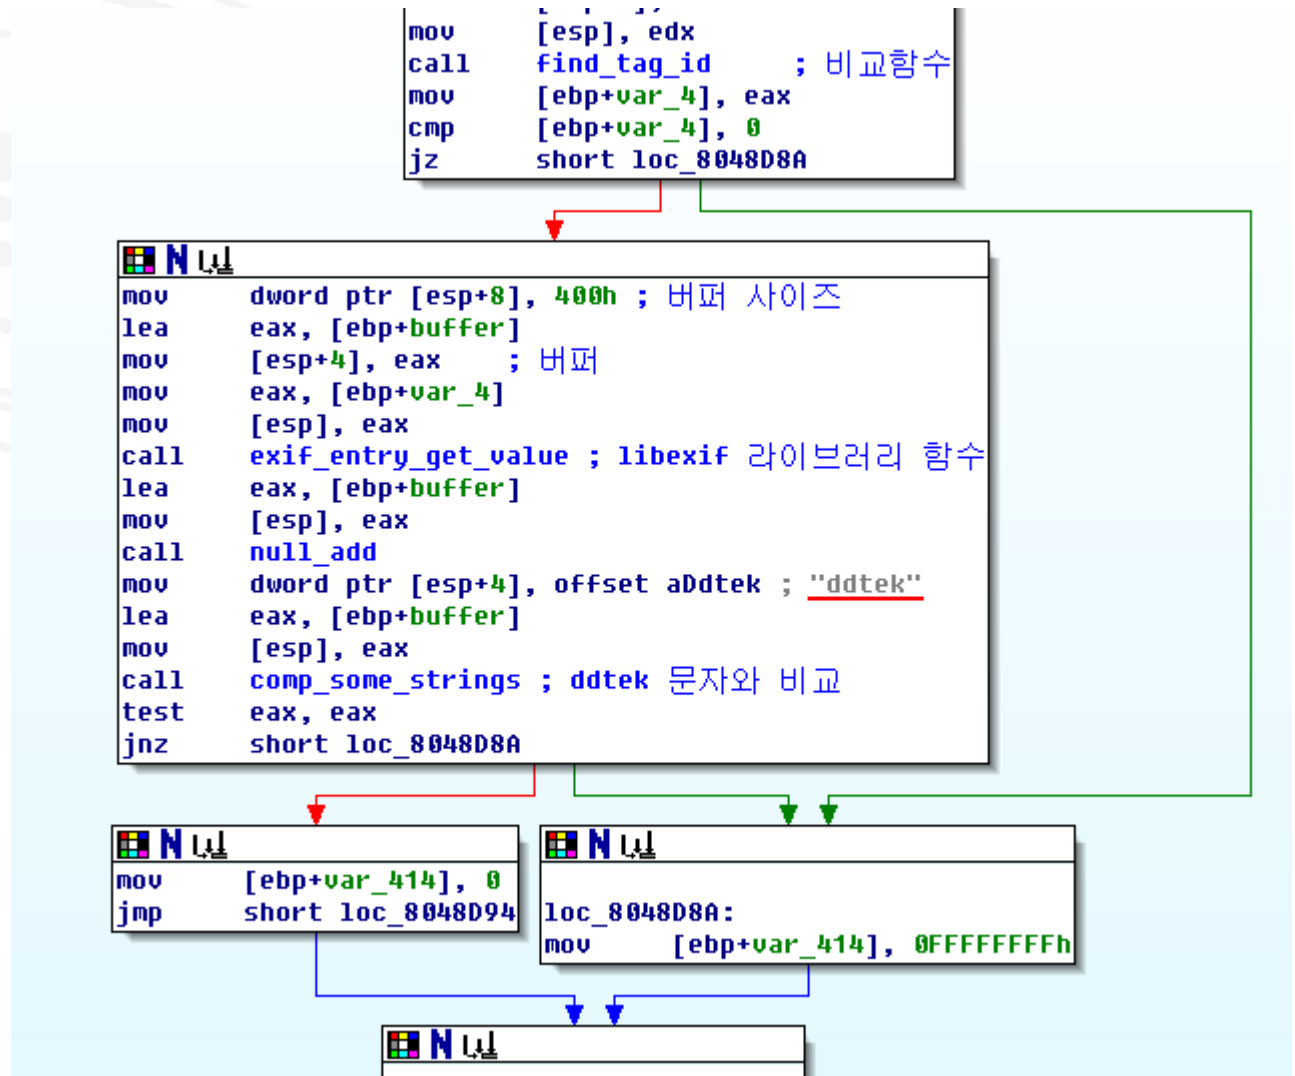 mov [esp], edx
call find_tag_id ; 비교함수
mov [ebp+var_4], eax
cmp [ebp+var_4], 0
jz short loc_8048D8A
N
mov dword ptr [esp+8], 400h ; 버퍼 사이즈
lea eax, [ebp+buffer]
mov [esp+4], eax ; 버퍼
mov eax, [ebp+var_4]
mov [esp], eax
call exif_entry_get_value ; libexif 라이브러리 함수
lea eax, [ebp+buffer]
mov [esp], eax
call null_add
mov dword ptr [esp+4], offset aDdtek ; "ddtek"
lea eax, [ebp+buffer]
mov [esp], eax
call comp_some_strings ; ddtek 문자와 비교
test eax, eax
jnz short loc_8048D8A
N
mov [ebp+var_414], 0
jmp short loc_8048D94
N
loc_8048D8A:
mov [ebp+var_414], 0FFFFFFFFh
N